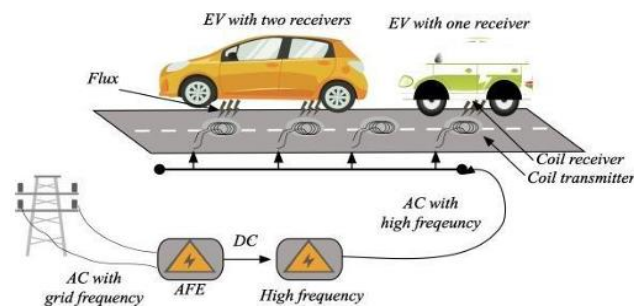 EV with two receivers
EV with one receiver
Flux
Coil receiver
Coil transmitter
AC with
high freqeuncy
DC
AC with
grid frequency
AFE
High frequency